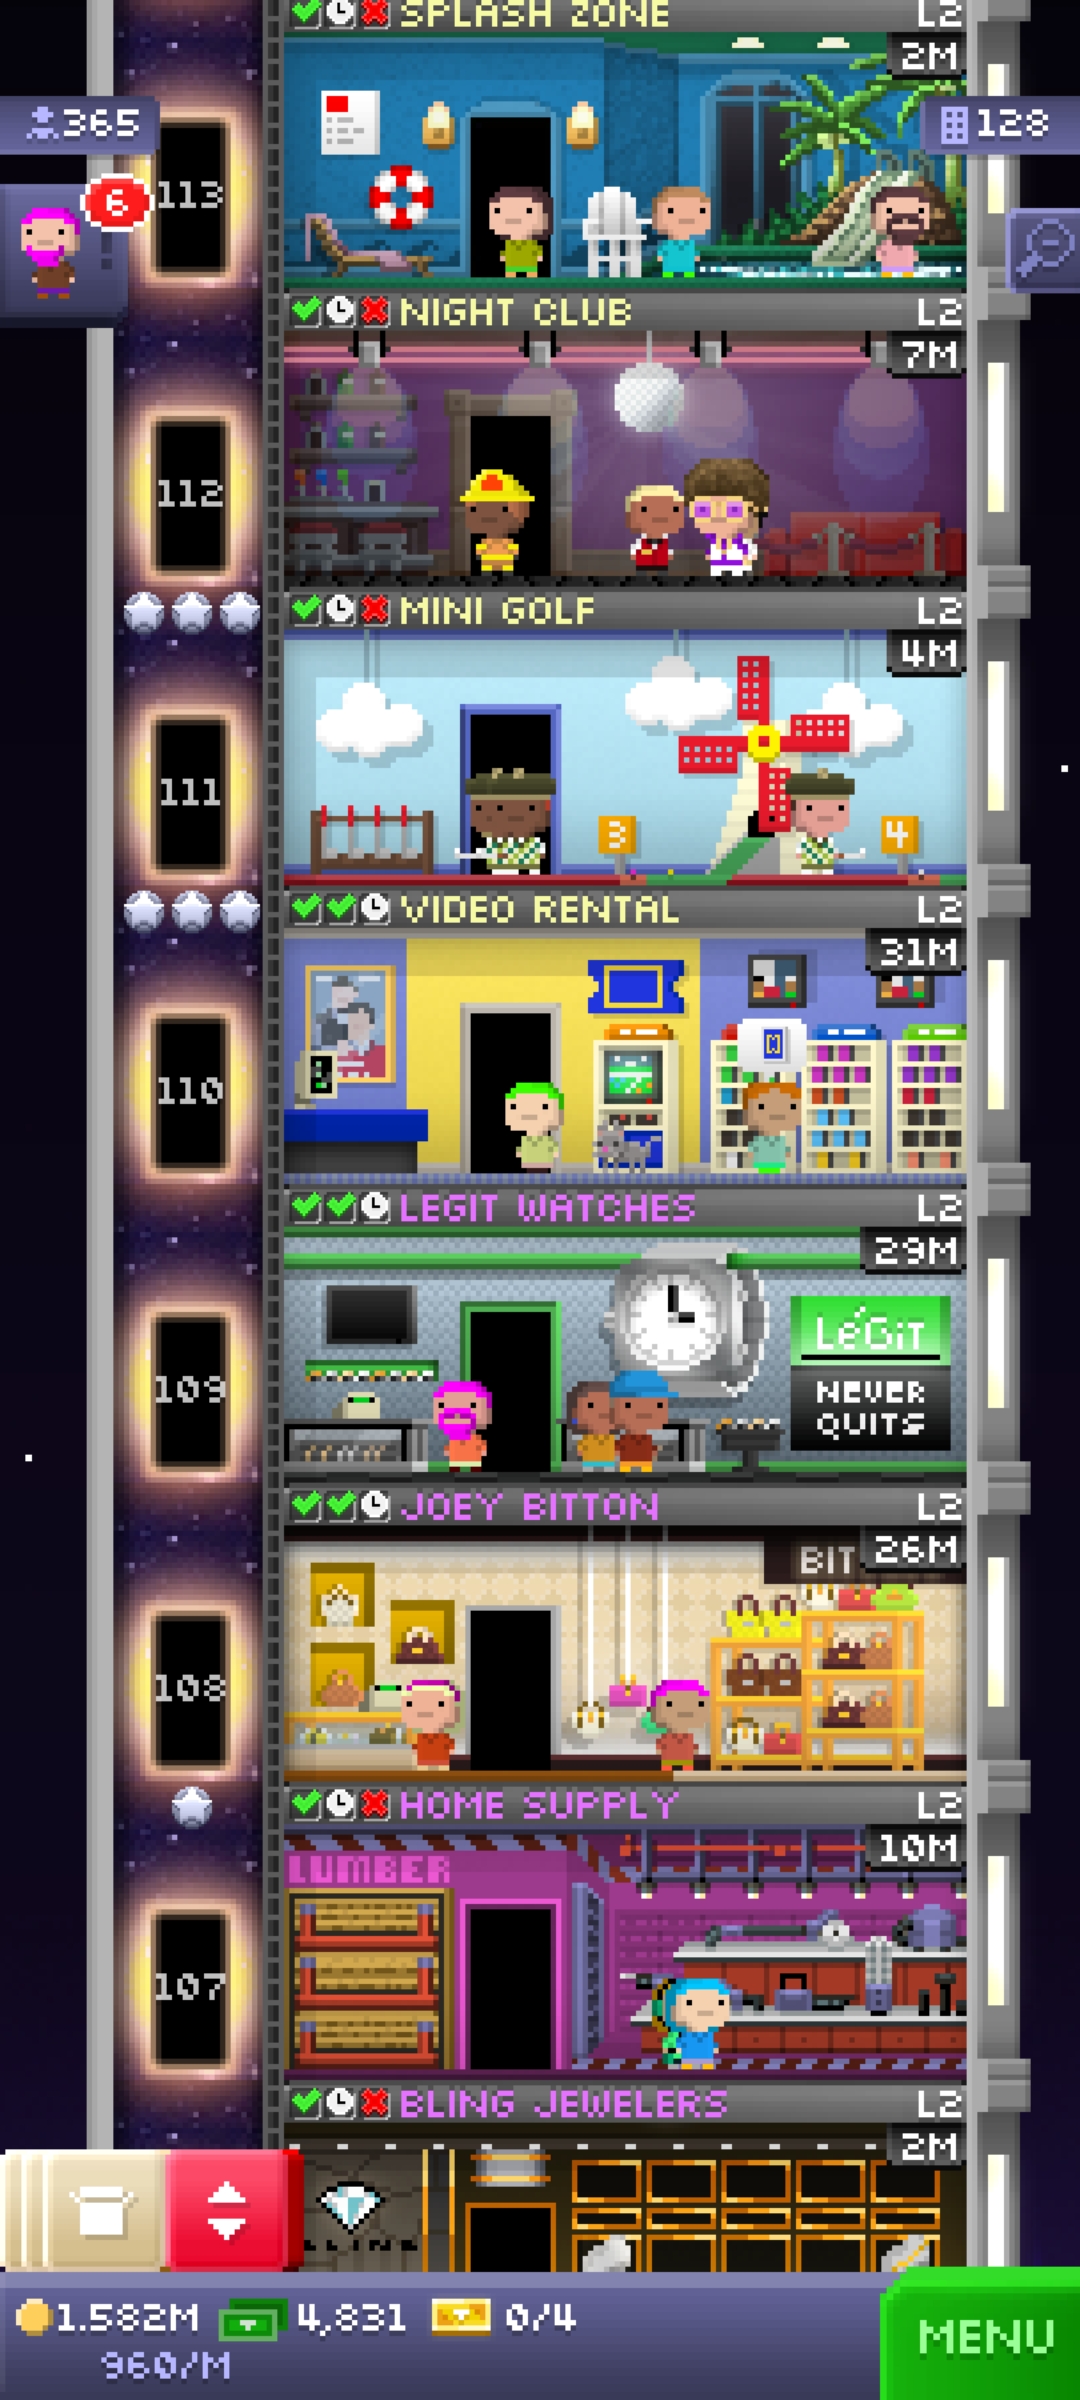 SPLASH ZONE L2
2M
365
128
113
6
NIGHT CLUB L2
7M
112
MINI GOLF L2
4M
111
3
4
VIDEO RENTAL L2
31M
110
LEGIT WATCHES L2
29M
LéGiT
109
NEVER
QUITS
JOEY BITTON L2
26M
BIT
108
HOME SUPPLY L2
10M
LUMBER
107
BLING JEWELERS L2
2M
1.582M 4,831 0/4
960/M
MENU